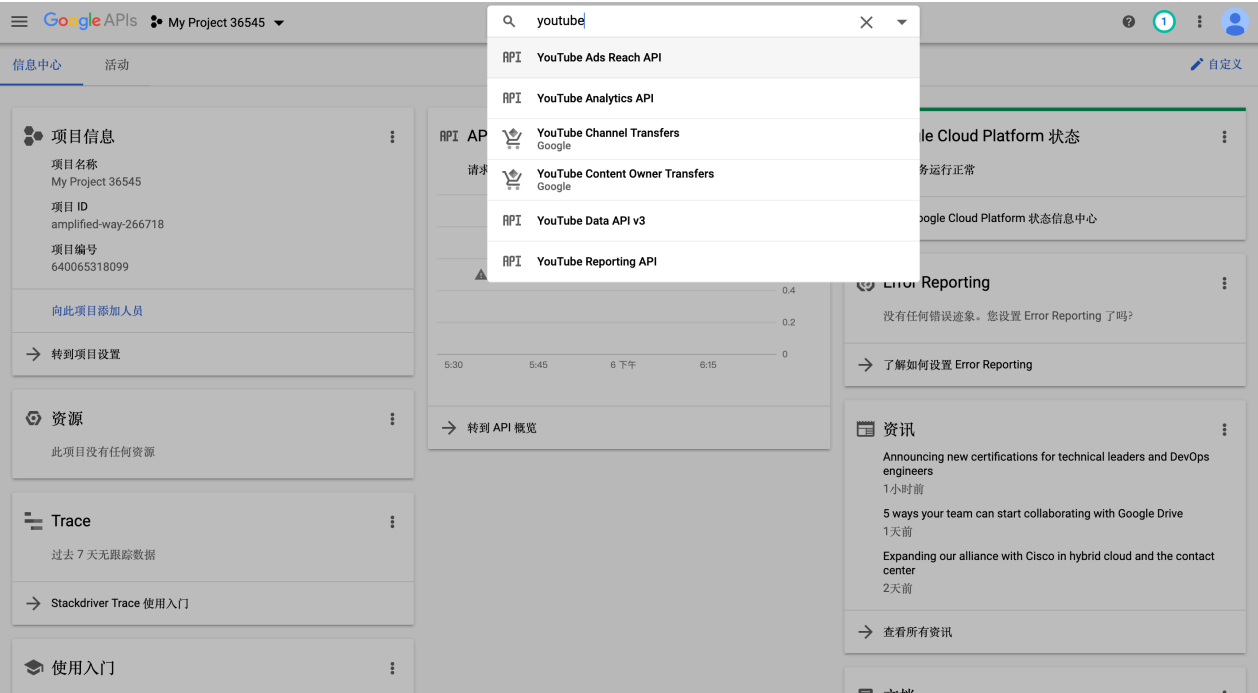 Google APIs
My Project 36545
youtube
1
信息中心
活动
自定义
API YouTube Ads Reach API
API YouTube Analytics API
YouTube Channel Transfers
Google
YouTube Content Owner Transfers
Google
API YouTube Data API v3
API YouTube Reporting API
项目信息
项目名称
My Project 36545
项目 ID
amplified-way-266718
项目编号
640065318099
向此项目添加人员
转到项目设置
资源
此项目没有任何资源
Trace
过去 7 天无跟踪数据
Stackdriver Trace 使用入门
使用入门
API AP
请求
0.4
0.2
0
5:30
5:45
6 下午
6:15
转到 API 概览
le Cloud Platform 状态
务运行正常
oogle Cloud Platform 状态信息中心
Error Reporting
没有任何错误迹象。您设置 Error Reporting 了吗?
了解如何设置 Error Reporting
资讯
Announcing new certifications for technical leaders and DevOps
engineers
1小时前
5 ways your team can start collaborating with Google Drive
1天前
Expanding our alliance with Cisco in hybrid cloud and the contact
center
2天前
查看所有资讯